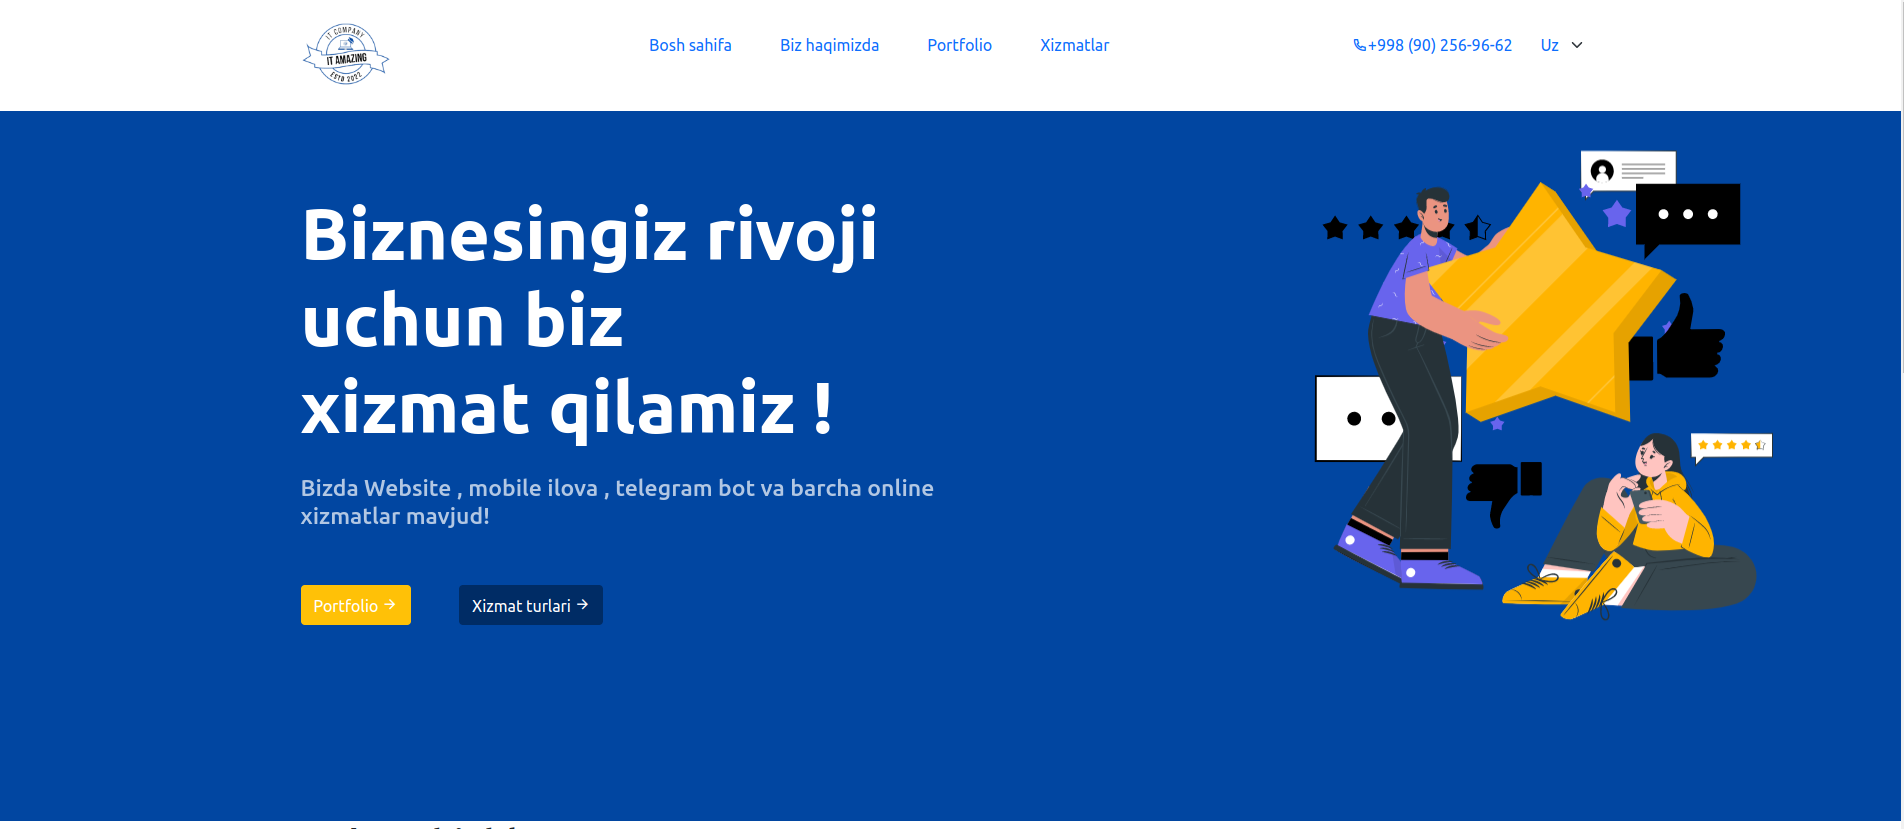 IT COMPANY
IT AMAZING
ESTD 2022
Bosh sahifa
Biz haqimizda
Portfolio
Xizmatlar
+998 (90) 256-96-62
Uz
Biznesingiz rivoji
uchun biz
xizmat qilamiz !
Bizda Website , mobile ilova , telegram bot va barcha online
xizmatlar mavjud!
Portfolio →
Xizmat turlari →